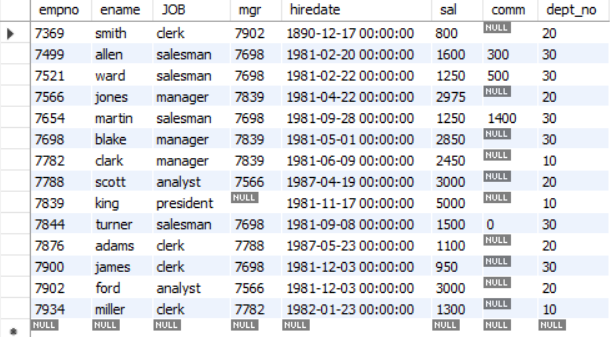 empno ename JOB mgr hiredate sal comm dept_no
7369 smith clerk 7902 1890-12-17 00:00:00 800 NULL 20
7499 allen salesman 7698 1981-02-20 00:00:00 1600 300 30
7521 ward salesman 7698 1981-02-22 00:00:00 1250 500 30
7566 jones manager 7839 1981-04-22 00:00:00 2975 NULL 20
7654 martin salesman 7698 1981-09-28 00:00:00 1250 1400 30
7698 blake manager 7839 1981-05-01 00:00:00 2850 NULL 30
7782 clark manager 7839 1981-06-09 00:00:00 2450 NULL 10
7788 scott analyst 7566 1987-04-19 00:00:00 3000 NULL 20
7839 king president NULL 1981-11-17 00:00:00 5000 NULL 10
7844 turner salesman 7698 1981-09-08 00:00:00 1500 0 30
7876 adams clerk 7788 1987-05-23 00:00:00 1100 NULL 20
7900 james clerk 7698 1981-12-03 00:00:00 950 NULL 30
7902 ford analyst 7566 1981-12-03 00:00:00 3000 NULL 20
7934 miller clerk 7782 1982-01-23 00:00:00 1300 NULL 10
NULL NULL NULL NULL NULL NULL NULL NULL